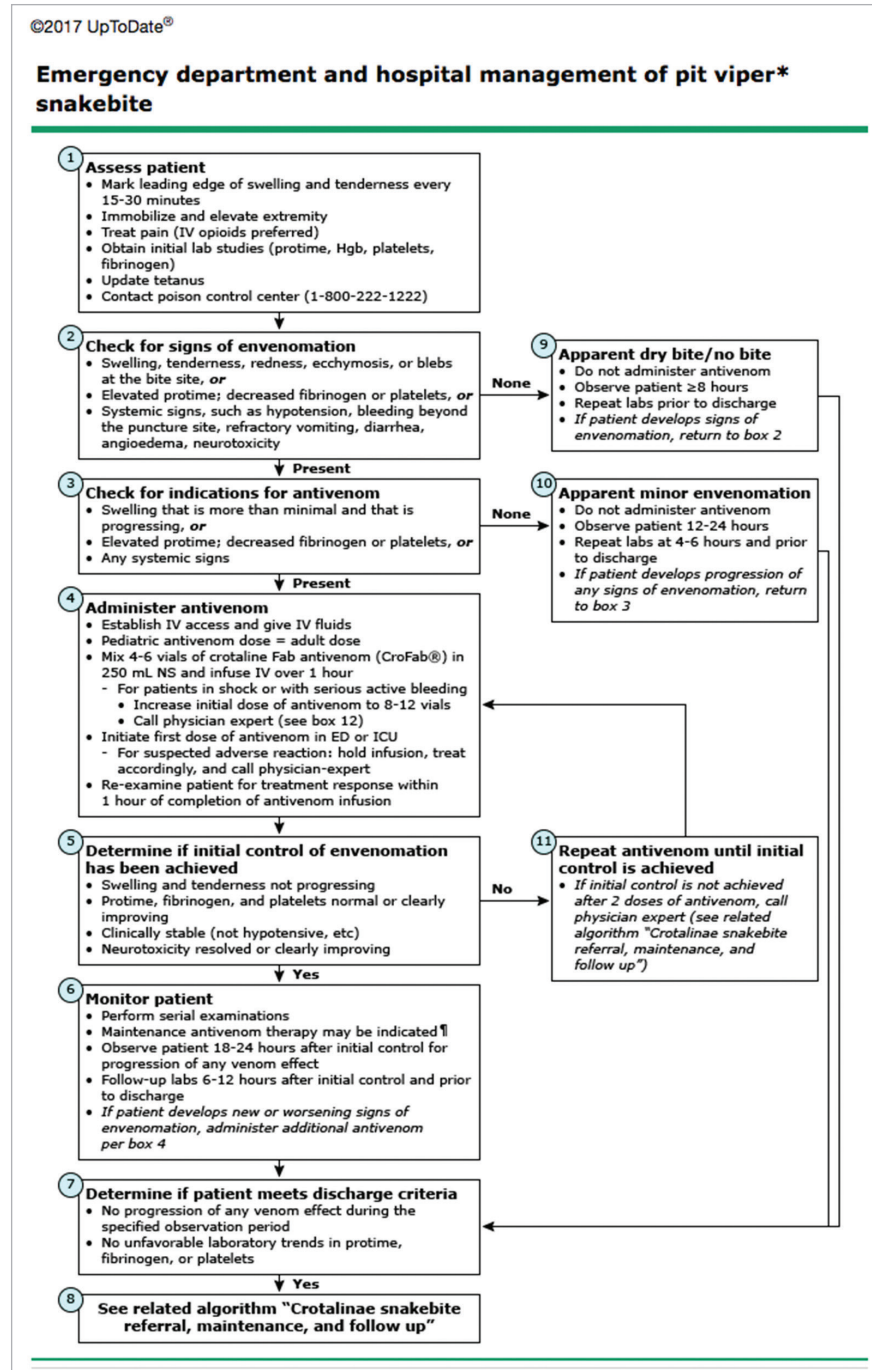 ©2017 UpToDate®
Emergency department and hospital management of pit viper*
snakebite
1
Assess patient
• Mark leading edge of swelling and tenderness every
15-30 minutes
• Immobilize and elevate extremity
• Treat pain (IV opioids preferred)
• Obtain initial lab studies (protime, Hgb, platelets,
fibrinogen)
• Update tetanus
• Contact poison control center (1-800-222-1222)
2
Check for signs of envenomation
• Swelling, tenderness, redness, ecchymosis, or blebs
at the bite site, or
• Elevated protime; decreased fibrinogen or platelets, or
• Systemic signs, such as hypotension, bleeding beyond
the puncture site, refractory vomiting, diarrhea,
angioedema, neurotoxicity
None
9
Apparent dry bite/no bite
• Do not administer antivenom
• Observe patient ≥8 hours
• Repeat labs prior to discharge
• If patient develops signs of
envenomation, return to box 2
Present
3
Check for indications for antivenom
• Swelling that is more than minimal and that is
progressing, or
• Elevated protime; decreased fibrinogen or platelets, or
• Any systemic signs
None
10
Apparent minor envenomation
• Do not administer antivenom
• Observe patient 12-24 hours
• Repeat labs at 4-6 hours and prior
to discharge
• If patient develops progression of
any signs of envenomation, return
to box 3
Present
4
Administer antivenom
• Establish IV access and give IV fluids
• Pediatric antivenom dose = adult dose
• Mix 4-6 vials of crotaline Fab antivenom (CroFab®) in
250 mL NS and infuse IV over 1 hour
- For patients in shock or with serious active bleeding
• Increase initial dose of antivenom to 8-12 vials
• Call physician expert (see box 12)
• Initiate first dose of antivenom in ED or ICU
- For suspected adverse reaction: hold infusion, treat
accordingly, and call physician-expert
• Re-examine patient for treatment response within
1 hour of completion of antivenom infusion
5
Determine if initial control of envenomation
has been achieved
• Swelling and tenderness not progressing
• Protime, fibrinogen, and platelets normal or clearly
improving
• Clinically stable (not hypotensive, etc)
• Neurotoxicity resolved or clearly improving
No
11
Repeat antivenom until initial
control is achieved
• If initial control is not achieved
after 2 doses of antivenom, call
physician expert (see related
algorithm "Crotalinae snakebite
referral, maintenance, and
follow up")
Yes
6
Monitor patient
• Perform serial examinations
• Maintenance antivenom therapy may be indicated¶
• Observe patient 18-24 hours after initial control for
progression of any venom effect
• Follow-up labs 6-12 hours after initial control and prior
to discharge
• If patient develops new or worsening signs of
envenomation, administer additional antivenom
per box 4
7
Determine if patient meets discharge criteria
• No progression of any venom effect during the
specified observation period
• No unfavorable laboratory trends in protime,
fibrinogen, or platelets
Yes
8
See related algorithm "Crotalinae snakebite
referral, maintenance, and follow up"